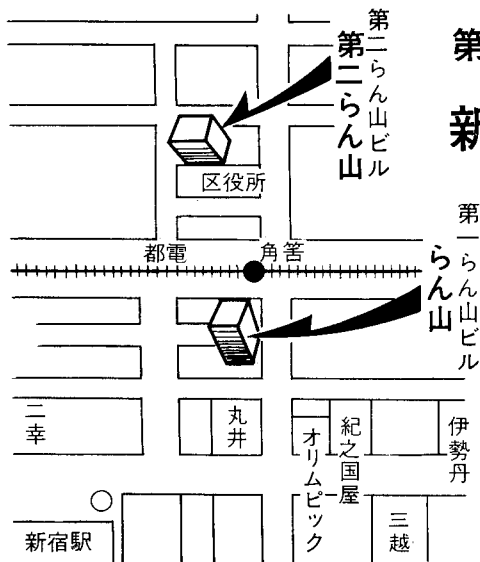 第
新
第二らん山ビル
第二らん山
区役所
都電
角筈
第一らん山ビル
らん山
二幸
丸井
オリムピック
紀之国屋
伊勢丹
三越
新宿駅